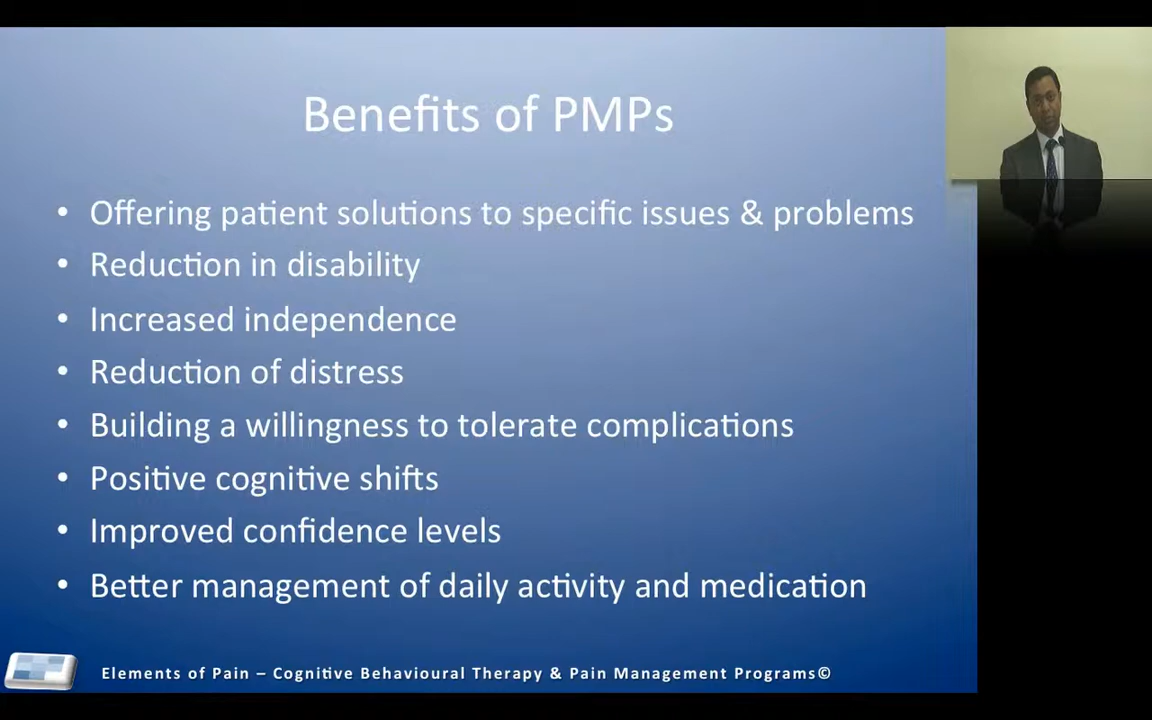 Benefits of PMPs
• Offering patient solutions to specific issues & problems
• Reduction in disability
• Increased independence
• Reduction of distress
• Building a willingness to tolerate complications
• Positive cognitive shifts
• Improved confidence levels
• Better management of daily activity and medication
Elements of Pain – Cognitive Behavioural Therapy & Pain Management Programs©